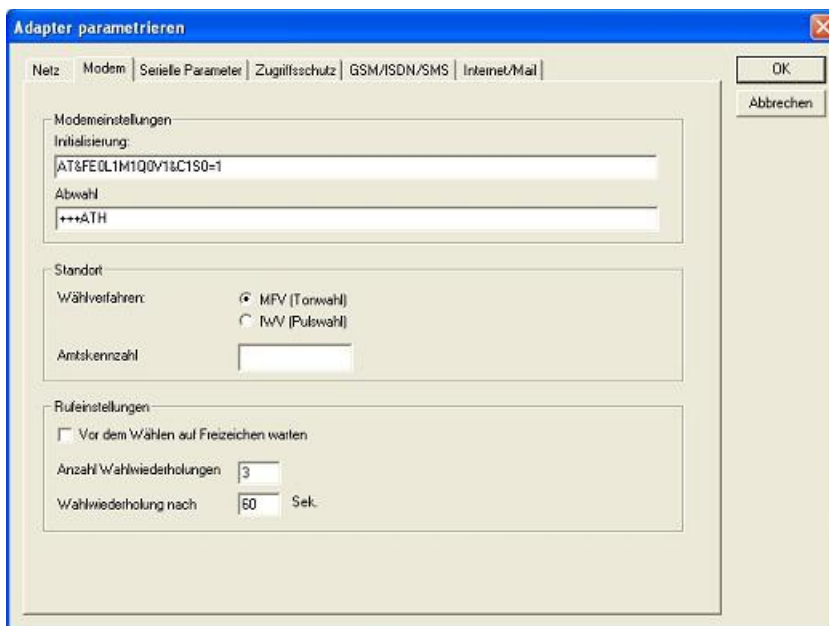 Adapter parametrieren
Netz Modem Serielle Parameter Zugriffsschutz GSM/ISDN/SMS Internet/Mail
OK
Abbrechen
Modemeinstellungen
Initialisierung:
AT&FE0L1M1Q0V1&C1S0=1
Abwahl
+++ATH
Standort
Wählverfahren:
MFV (Tonwahl)
IWV (Pulswahl)
Amtskennzahl
Rufeinstellungen
Vor dem Wählen auf Freizeichen warten
Anzahl Wahlwiederholungen 3
Wahlwiederholung nach 60 Sek.